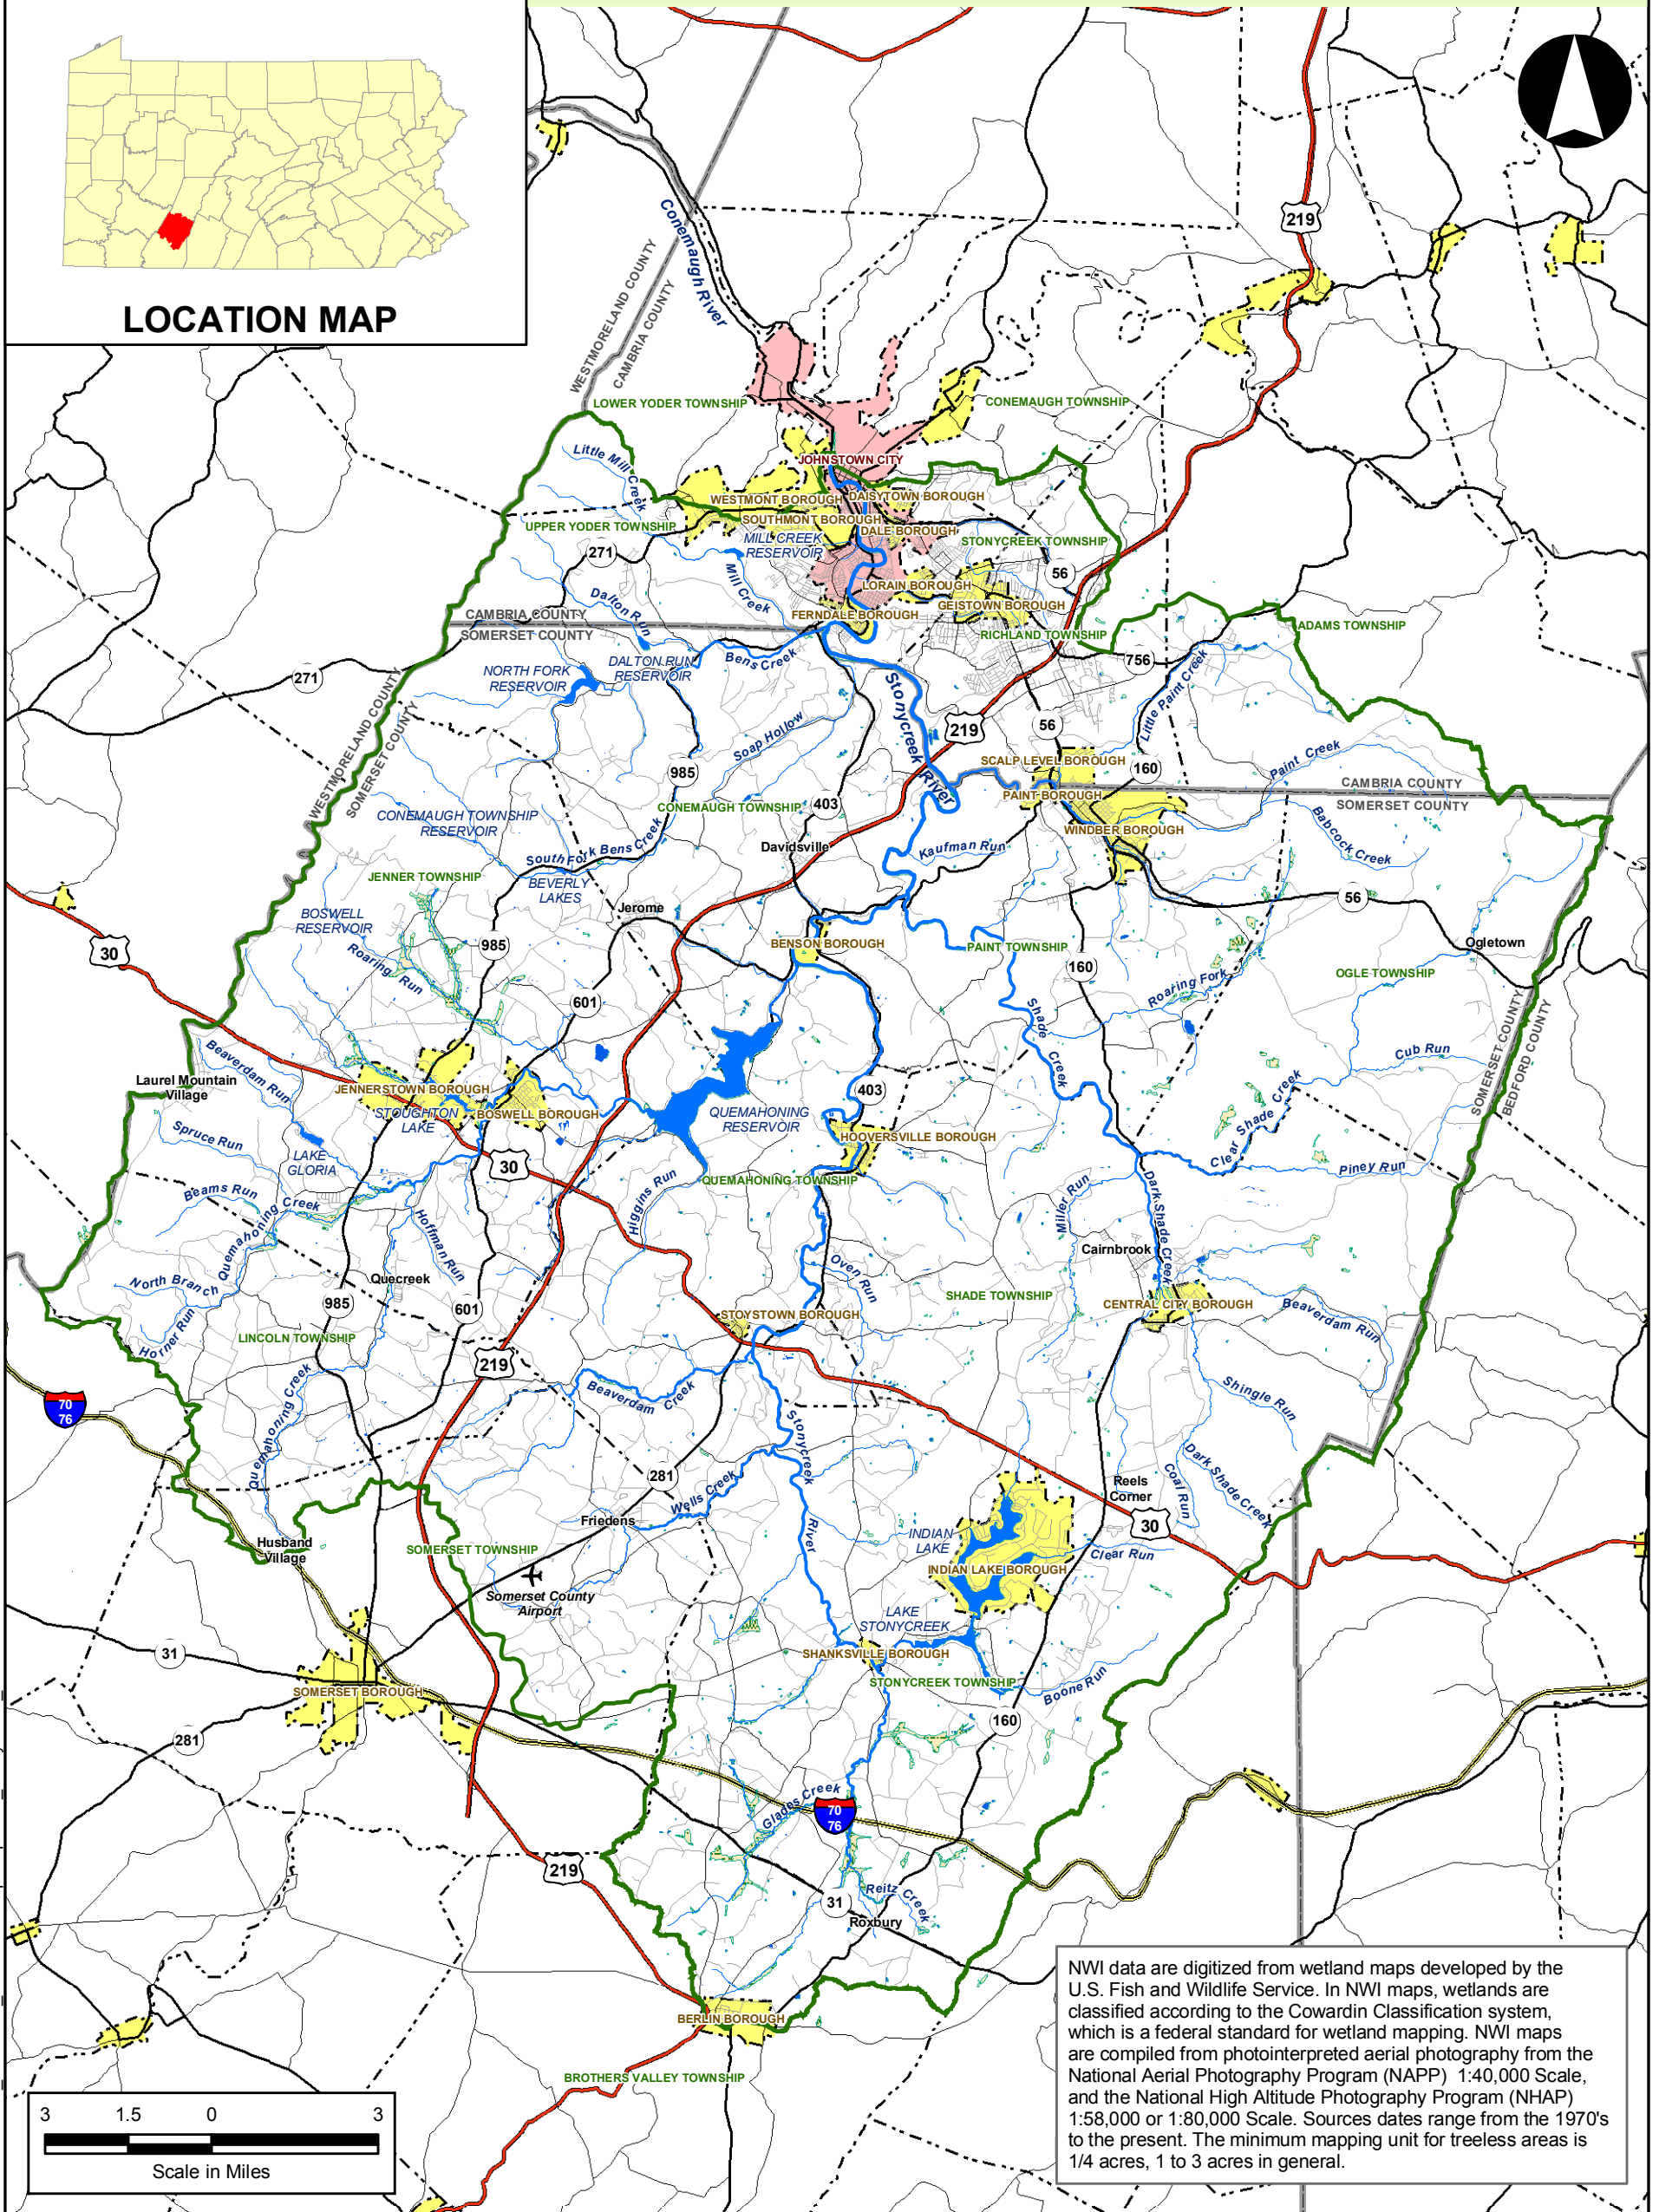 LOCATION MAP
Conemaugh River
WESTMORELAND COUNTY
CAMBRIA COUNTY
219
LOWER YODER TOWNSHIP
CONEMAUGH TOWNSHIP
Little Mill Creek
JOHNSTOWN CITY
WESTMONT BOROUGH
DAISYTOWN BOROUGH
UPPER YODER TOWNSHIP
SOUTHMONT BOROUGH
DALE BOROUGH
MILL CREEK
RESERVOIR
STONYCREEK TOWNSHIP
271
56
Mill Creek
LORAIN BOROUGH
Dalton Run
GEISTOWN BOROUGH
FERNDALE BOROUGH
CAMBRIA COUNTY
SOMERSET COUNTY
RICHLAND TOWNSHIP
ADAMS TOWNSHIP
Bens Creek
756
NORTH FORK
RESERVOIR
DALTON RUN
RESERVOIR
271
Little Paint Creek
Stonycreek River
WESTMORELAND COUNTY
SOMERSET COUNTY
Soap Hollow
219
56
SCALP LEVEL BOROUGH
160
Paint Creek
985
CAMBRIA COUNTY
SOMERSET COUNTY
PAINT BOROUGH
CONEMAUGH TOWNSHIP
403
CONEMAUGH TOWNSHIP
RESERVOIR
Babcock Creek
WINDBER BOROUGH
Davidsville
Kaufman Run
South Fork Bens Creek
JENNER TOWNSHIP
BEVERLY
LAKES
56
Jerome
BOSWELL
RESERVOIR
30
985
BENSON BOROUGH
PAINT TOWNSHIP
Ogletown
160
OGLE TOWNSHIP
Roaring Run
Roaring Fork
601
Shade Creek
SOMERSET COUNTY
BEDFORD COUNTY
Beaverdam Run
Cub Run
Laurel Mountain
Village
JENNERSTOWN BOROUGH
403
Clear Shade Creek
STOUGHTON
LAKE
BOSWELL BOROUGH
QUEMAHONING
RESERVOIR
Spruce Run
HOOVERSVILLE BOROUGH
LAKE
GLORIA
30
Piney Run
Higgins Run
QUEMAHONING TOWNSHIP
Beams Run
Miller Run
Dark Shade Creek
Quemahoning Creek
Hoffman Run
Cairnbrook
Quecreek
Oven Run
North Branch
985
601
SHADE TOWNSHIP
CENTRAL CITY BOROUGH
STOYSTOWN BOROUGH
Beaverdam Run
Horner Run
LINCOLN TOWNSHIP
219
70
76
Beaverdam Creek
Shingle Run
Quemahoning Creek
Stonycreek River
Dark Shade Creek
Coal Run
281
Reels
Corner
Wells Creek
Friedens
30
INDIAN
LAKE
Husband
Village
SOMERSET TOWNSHIP
Clear Run
INDIAN LAKE BOROUGH
Somerset County
Airport
LAKE
STONYCREEK
31
SHANKSVILLE BOROUGH
STONYCREEK TOWNSHIP
SOMERSET BOROUGH
Boone Run
160
281
Glades Creek
70
76
219
Reitz Creek
31
Roxbury
BERLIN BOROUGH
BROTHERS VALLEY TOWNSHIP
NWI data are digitized from wetland maps developed by the
U.S. Fish and Wildlife Service. In NWI maps, wetlands are
classified according to the Cowardin Classification system,
which is a federal standard for wetland mapping. NWI maps
are compiled from photointerpreted aerial photography from the
National Aerial Photography Program (NAPP) 1:40,000 Scale,
and the National High Altitude Photography Program (NHAP)
1:58,000 or 1:80,000 Scale. Sources dates range from the 1970's
to the present. The minimum mapping unit for treeless areas is
1/4 acres, 1 to 3 acres in general.
3 1.5 0 3
Scale in Miles